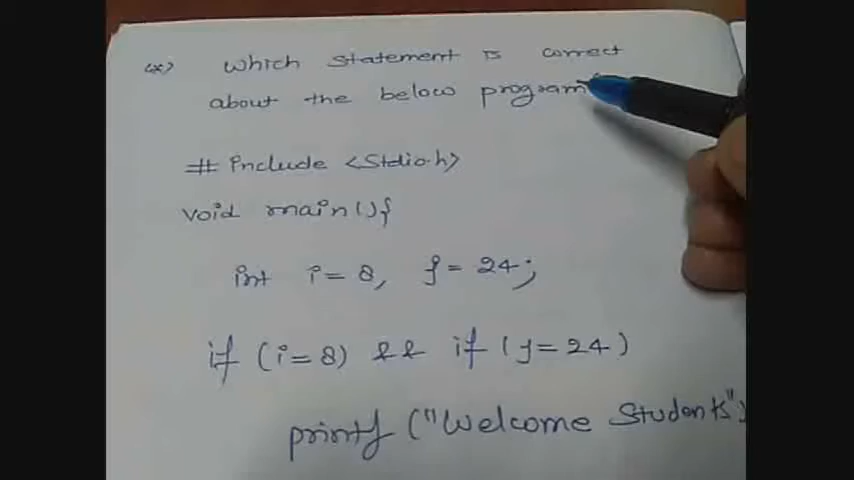 (x) Which statement is correct
about the below program
# include <Stdio.h>
void main(){
int i = 8, j = 24;
if (i=8) && if (j=24)
printf ("Welcome Students")